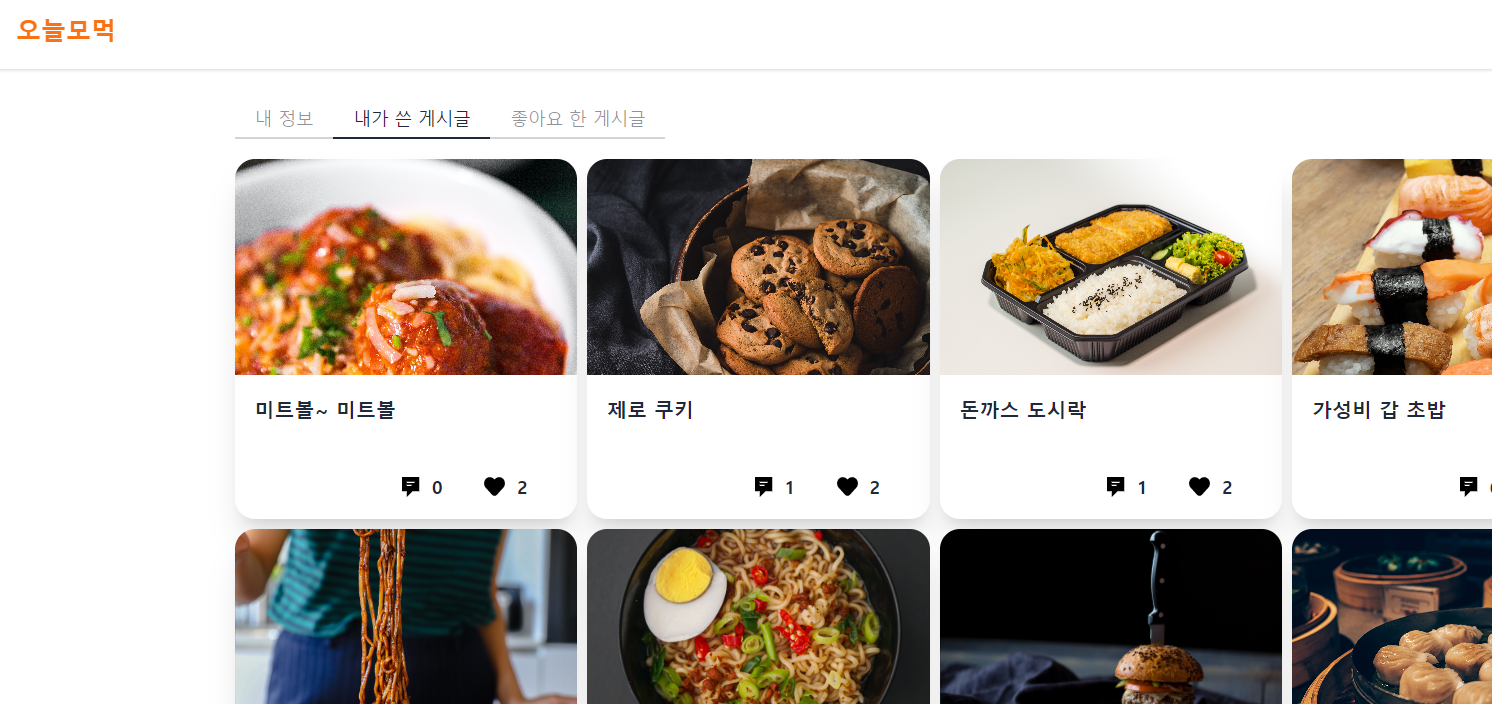 오늘모먹
내 정보 내가 쓴 게시글 좋아요 한 게시글
미트볼~ 미트볼 제로 쿠키 돈까스 도시락 가성비 갑 초밥
0 2 1 2 1 2